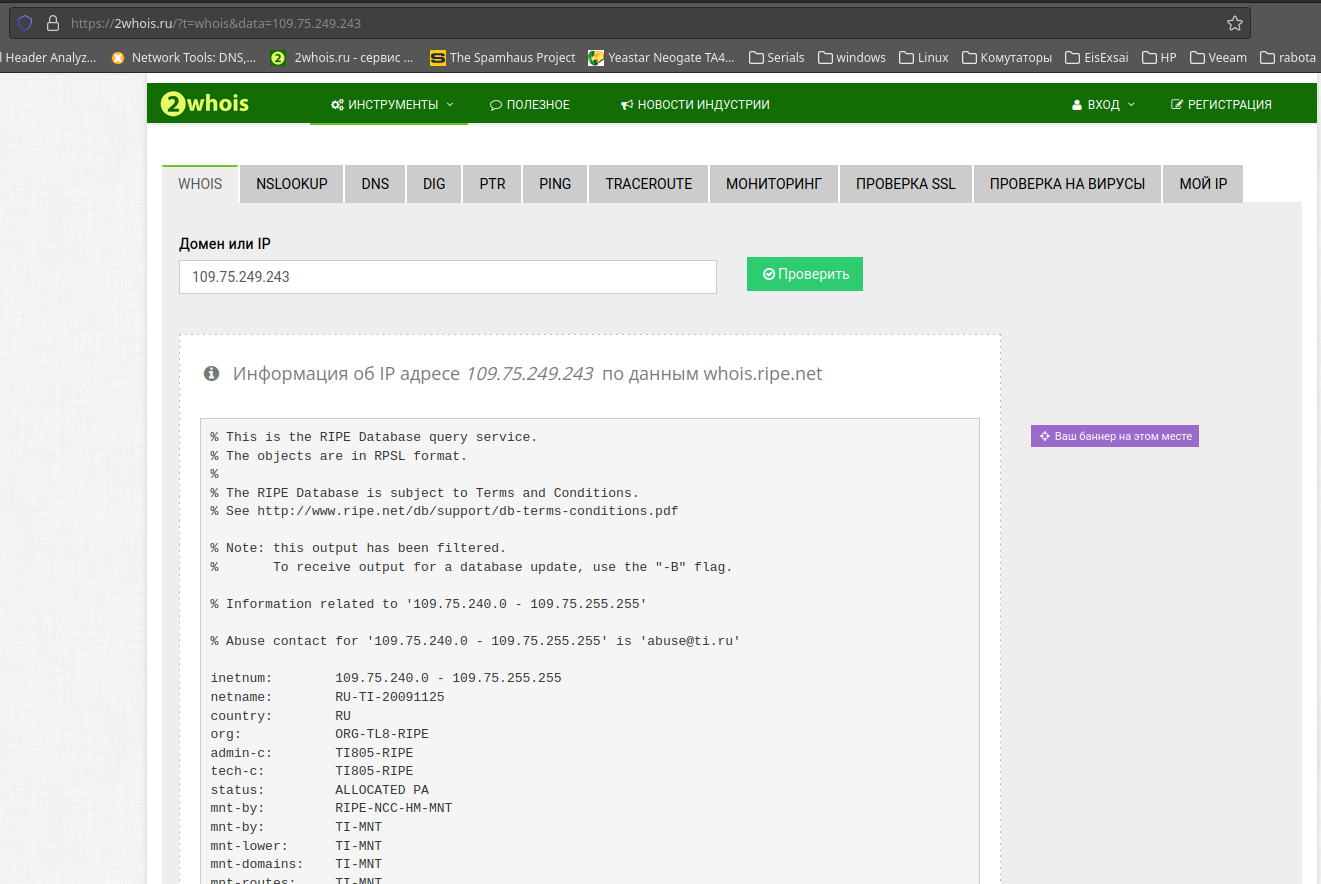 https://2whois.ru/?t=whois&data=109.75.249.243
l Header Analyz... Network Tools: DNS,... 2whois.ru - сервис ... The Spamhaus Project Yeastar Neogate TA4... Serials windows Linux Комутаторы EisExsai HP Veeam rabota
2whois ИНСТРУМЕНТЫ ПОЛЕЗНОЕ НОВОСТИ ИНДУСТРИИ ВХОД РЕГИСТРАЦИЯ
WHOIS NSLOOKUP DNS DIG PTR PING TRACEROUTE МОНИТОРИНГ ПРОВЕРКА SSL ПРОВЕРКА НА ВИРУСЫ МОЙ IP
Домен или IP
109.75.249.243 Проверить
Информация об IP адресе 109.75.249.243 по данным whois.ripe.net
% This is the RIPE Database query service.
Ваш баннер на этом месте
% The objects are in RPSL format.
%
% The RIPE Database is subject to Terms and Conditions.
% See http://www.ripe.net/db/support/db-terms-conditions.pdf
% Note: this output has been filtered.
% To receive output for a database update, use the "-B" flag.
% Information related to '109.75.240.0 - 109.75.255.255'
% Abuse contact for '109.75.240.0 - 109.75.255.255' is 'abuse@ti.ru'
inetnum: 109.75.240.0 - 109.75.255.255
netname: RU-TI-20091125
country: RU
org: ORG-TL8-RIPE
admin-c: TI805-RIPE
tech-c: TI805-RIPE
status: ALLOCATED PA
mnt-by: RIPE-NCC-HM-MNT
mnt-by: TI-MNT
mnt-lower: TI-MNT
mnt-domains: TI-MNT
mnt-routes: TI-MNT